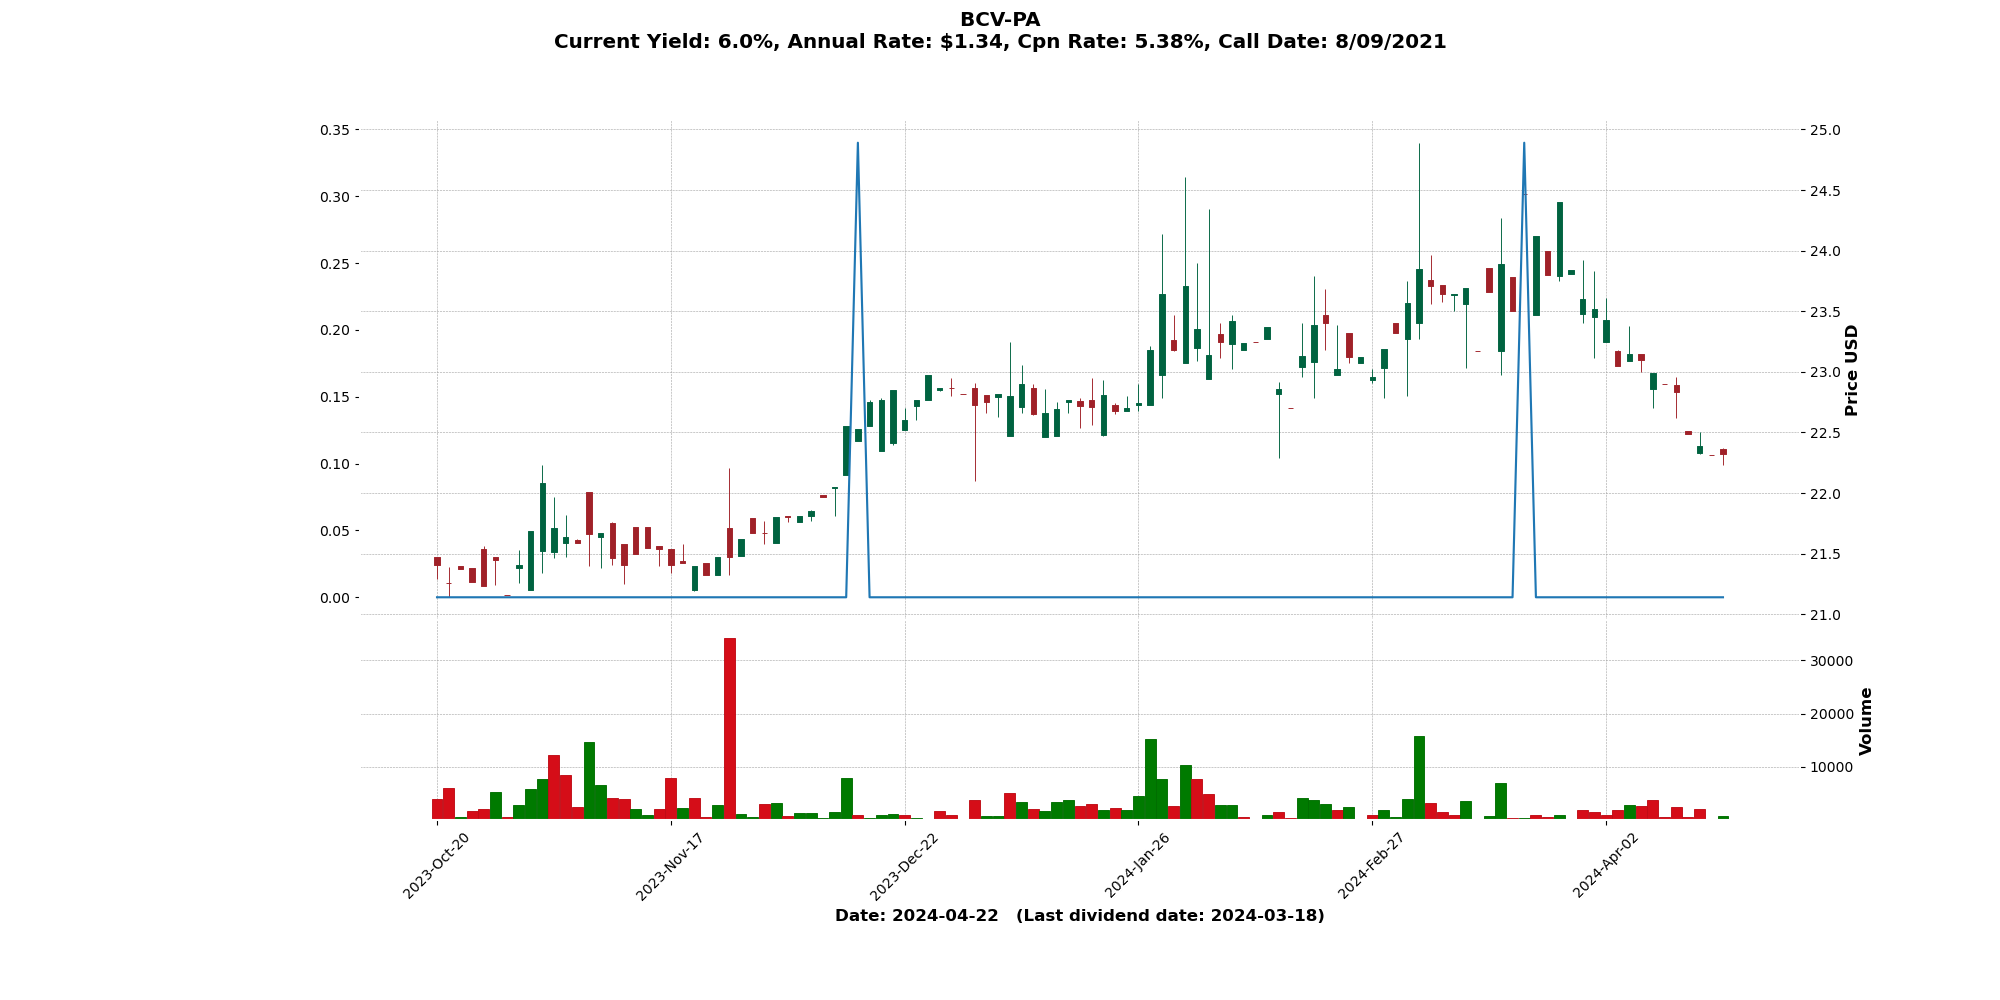 BCV-PA
Current Yield: 6.0%, Annual Rate: $1.34, Cpn Rate: 5.38%, Call Date: 8/09/2021
0.35
0.30
0.25
0.20
0.15
0.10
0.05
0.00
25.0
24.5
24.0
23.5
23.0
22.5
22.0
21.5
21.0
Price USD
30000
20000
10000
Volume
2023-Oct-20
2023-Nov-17
2023-Dec-22
2024-Jan-26
2024-Feb-27
2024-Apr-02
Date: 2024-04-22 (Last dividend date: 2024-03-18)